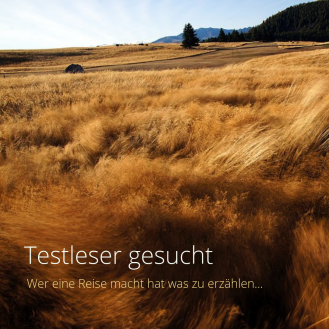 Testleser gesucht
Wer eine Reise macht hat was zu erzählen...